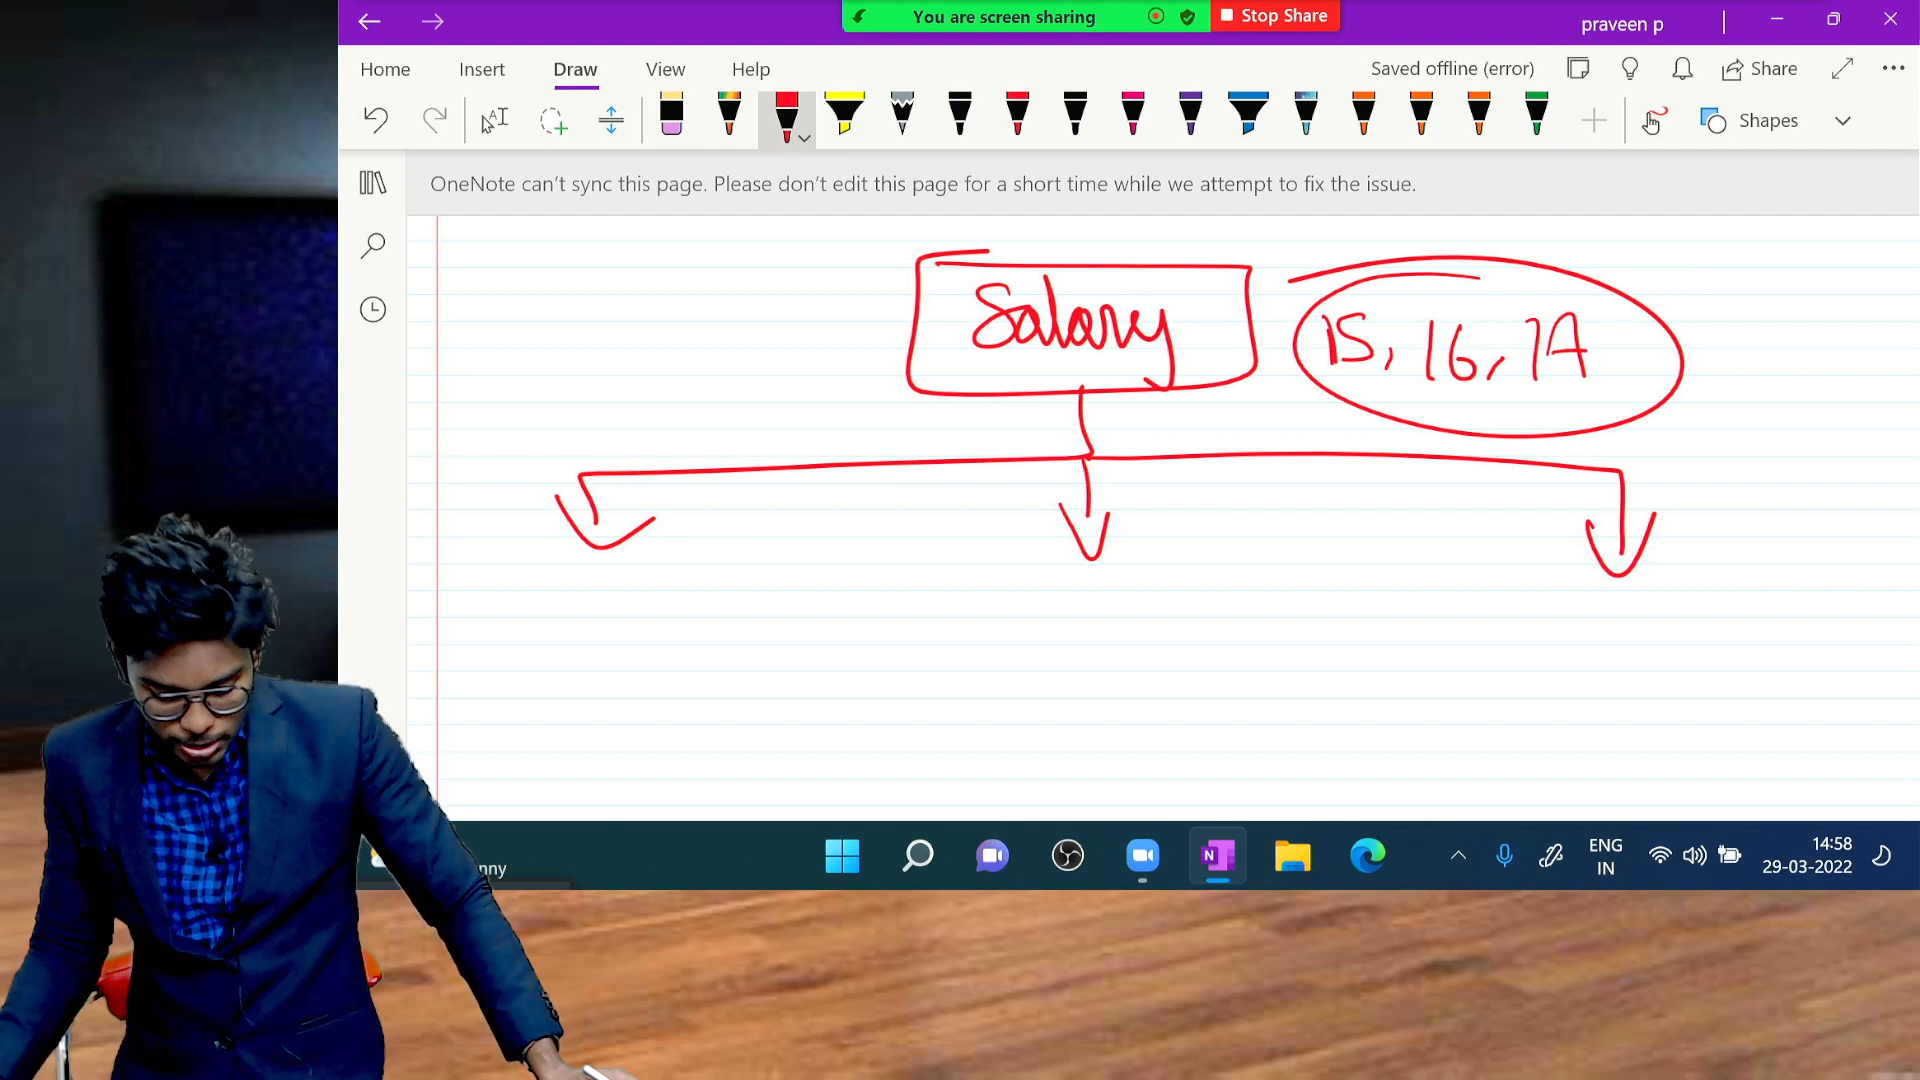 You are screen sharing Stop Share praveen p
Home Insert Draw View Help Saved offline (error) Share
Shapes
OneNote can't sync this page. Please don't edit this page for a short time while we attempt to fix the issue.
Salary
15, 16, 17
ENG 14:58
IN 29-03-2022
nny